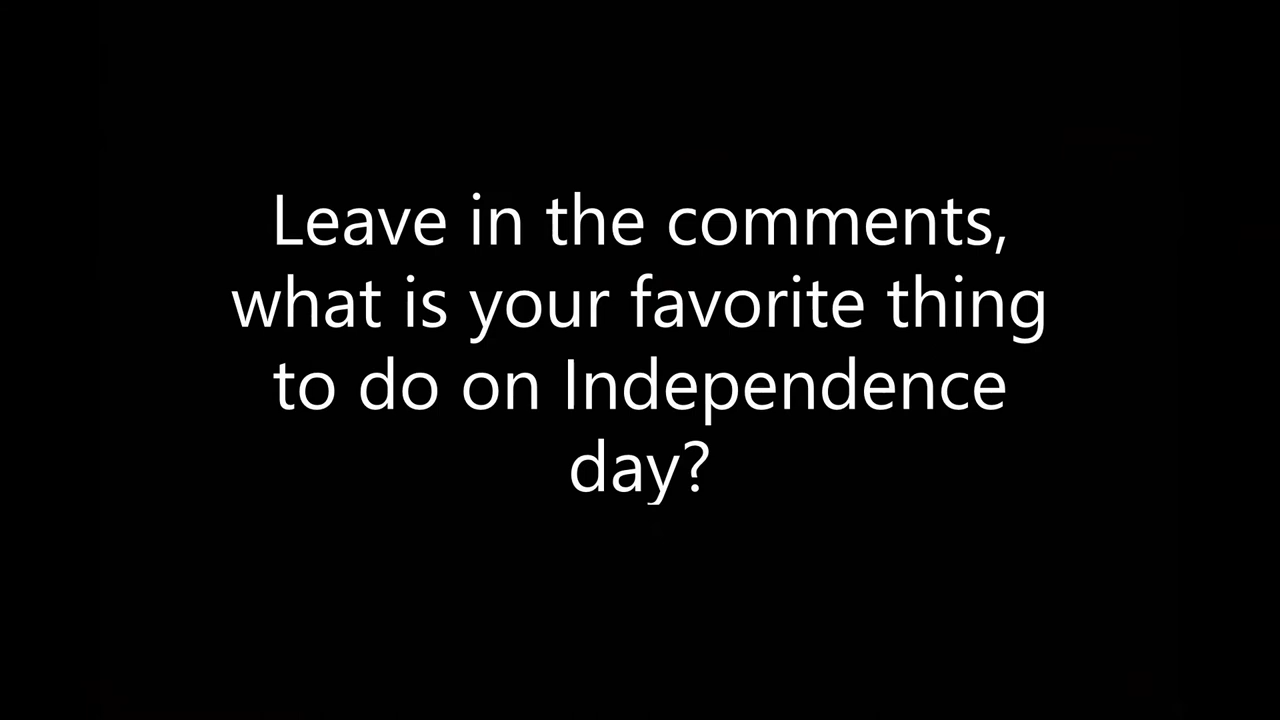 Leave in the comments,
what is your favorite thing
to do on Independence
day?